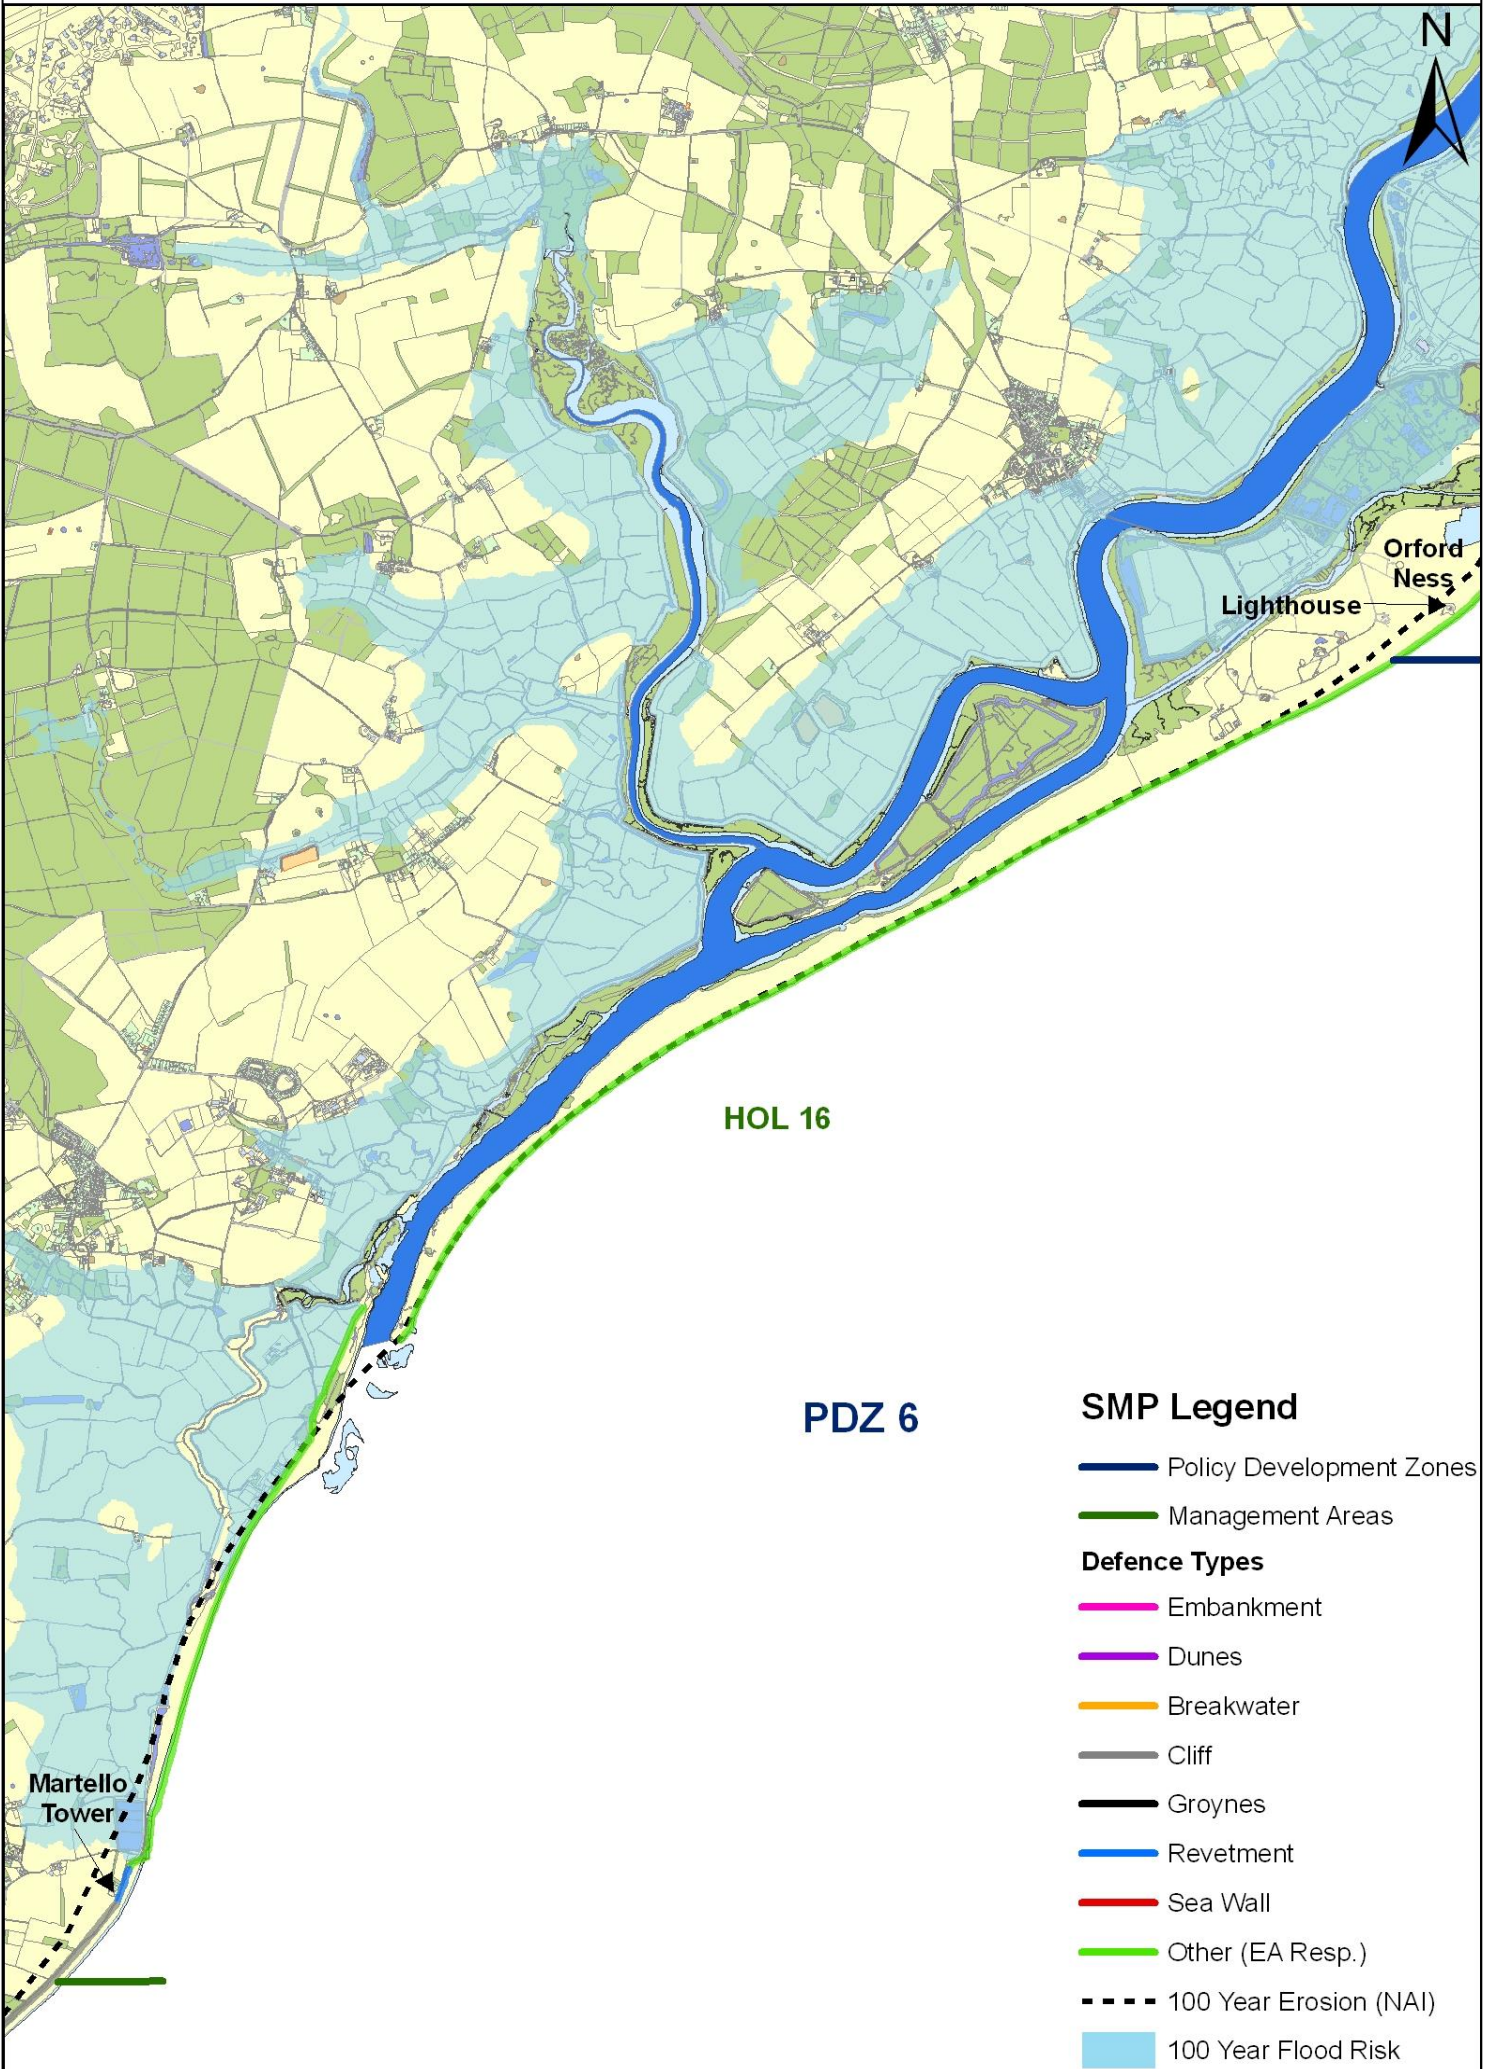 N
Orford
Ness
Lighthouse
HOL 16
PDZ 6
Martello
Tower
SMP Legend
Policy Development Zones
Management Areas
Defence Types
Embankment
Dunes
Breakwater
Cliff
Groynes
Revetment
Sea Wall
Other (EA Resp.)
100 Year Erosion (NAI)
100 Year Flood Risk